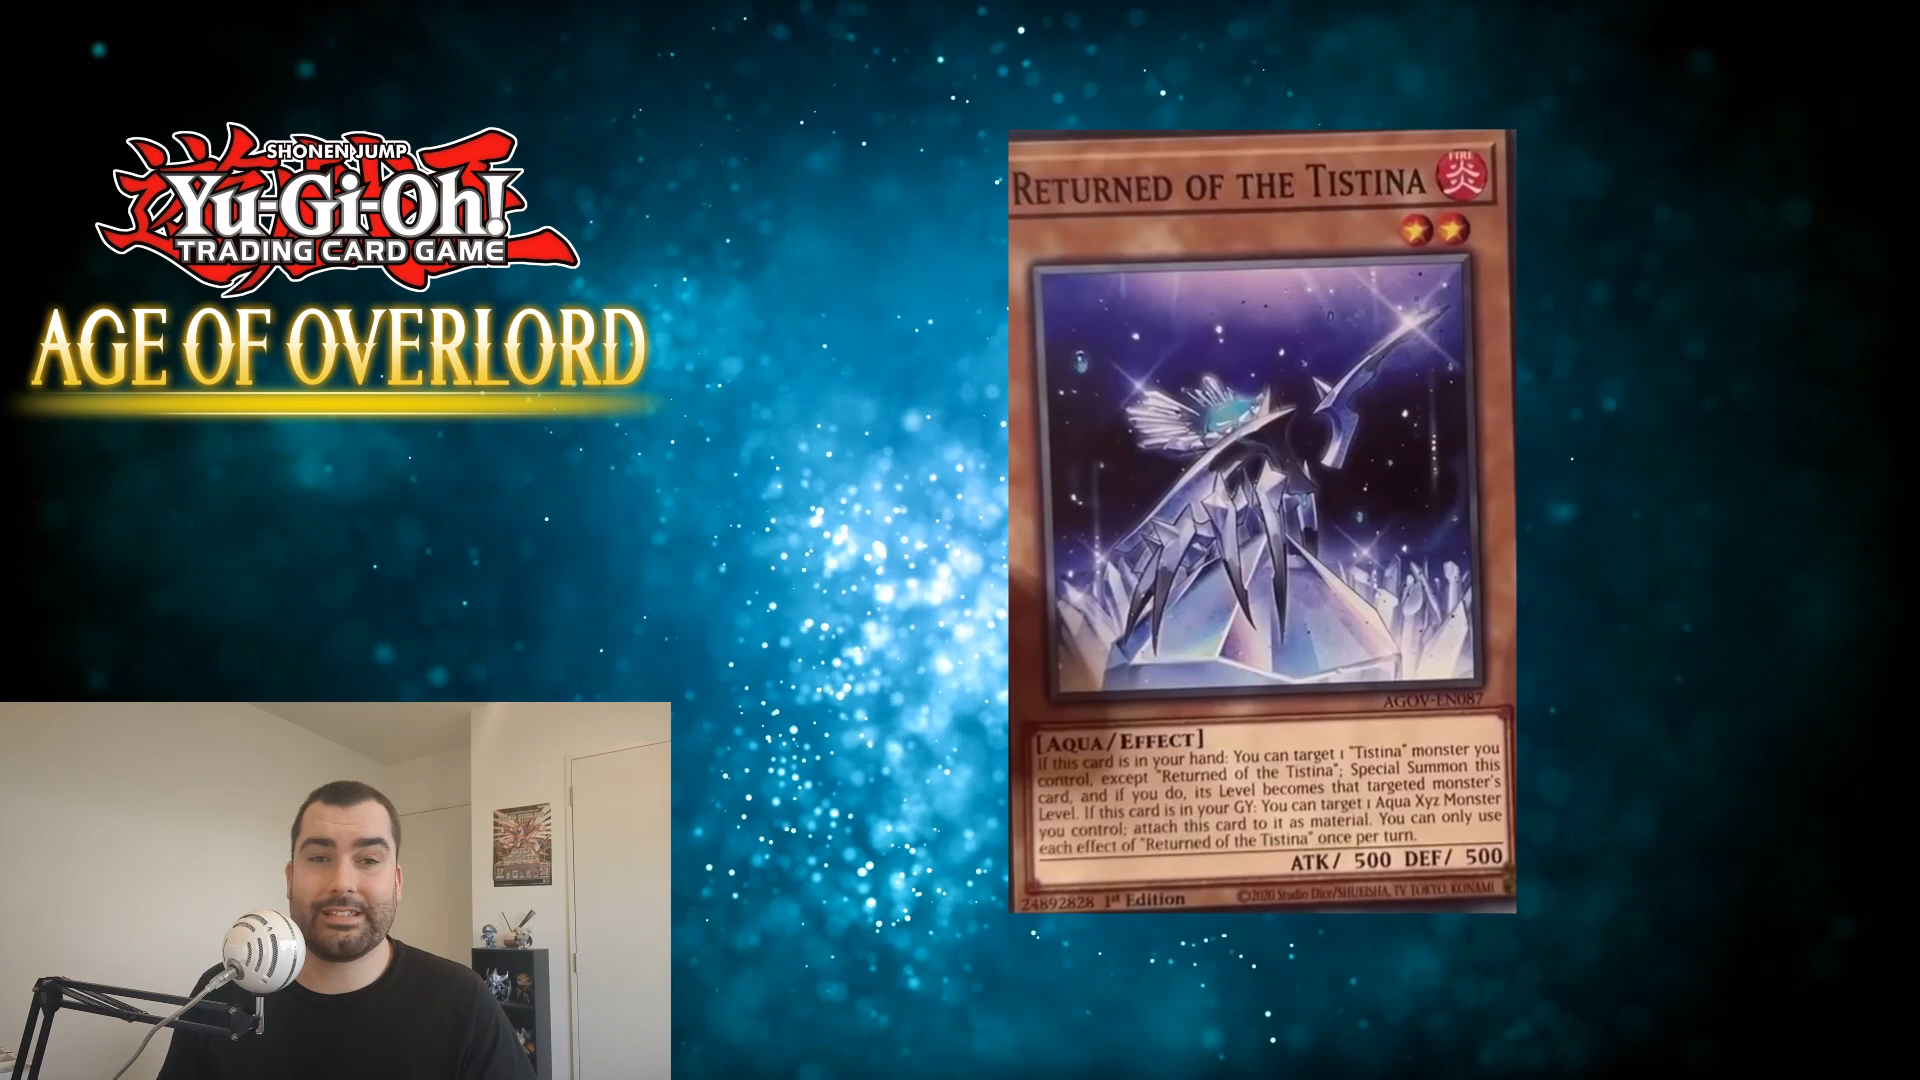 SHONEN JUMP
Yu-Gi-Oh!
TRADING CARD GAME
AGE OF OVERLORD
RETURNED OF THE TISTINA
FIRE
炎
AGOV-EN087
[AQUA/EFFECT]
If this card is in your hand: You can target 1 "Tistina" monster you
control, except "Returned of the Tistina"; Special Summon this
card, and if you do, its Level becomes that targeted monster's
Level. If this card is in your GY: You can target 1 Aqua Xyz Monster
you control; attach this card to it as material. You can only use
each effect of "Returned of the Tistina" once per turn.
ATK/ 500 DEF/ 500
24892828 1st Edition
©2020 Studio Dice/SHUEISHA, TV TOKYO, KONAMI